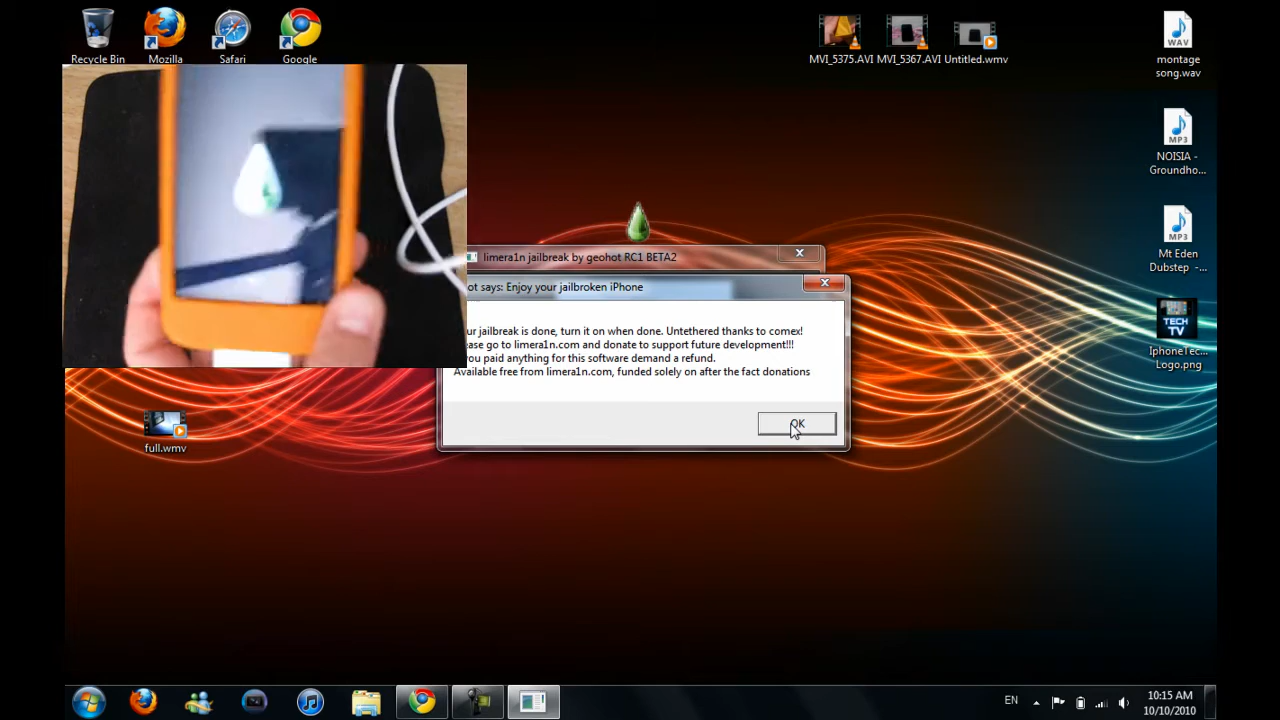 Recycle Bin
Mozilla
Safari
Google
MVI_5375.AVI
MVI_5367.AVI
Untitled.wmv
WAV
montage
song.wav
MP3
NOISIA -
Groundho...
MP3
Mt Eden
Dubstep -...
TECH
TV
IphoneTec...
Logo.png
full.wmv
limera1n jailbreak by geohot RC1 BETA2
ot says: Enjoy your jailbroken iPhone
ur jailbreak is done, turn it on when done. Untethered thanks to comex!
ease go to limera1n.com and donate to support future development!!!
you paid anything for this software demand a refund.
Available free from limera1n.com, funded solely on after the fact donations
OK
EN
10:15 AM
10/10/2010